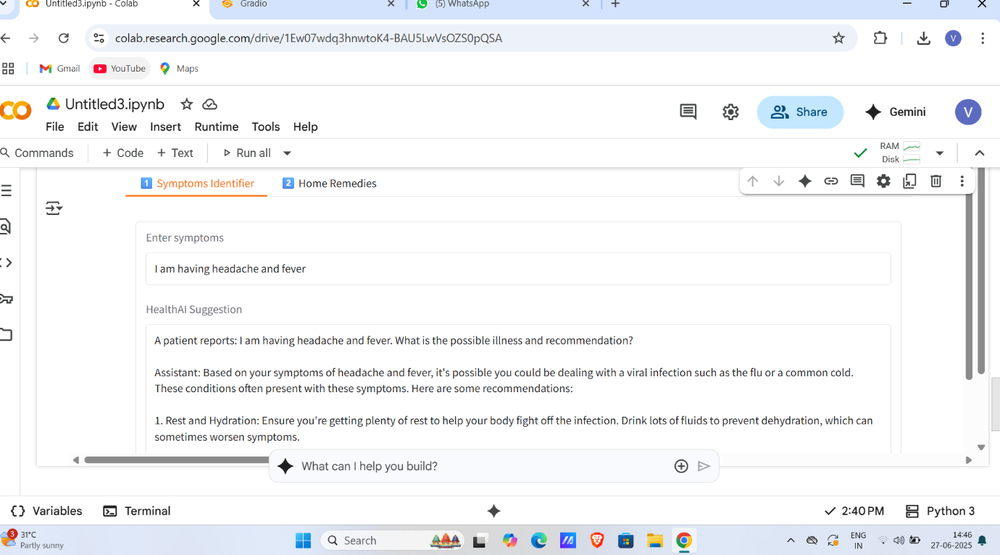 Untitled3.ipynb - Colab
Gradio
(5) WhatsApp
colab.research.google.com/drive/1Ew07wdq3hnwtoK4-BAU5LwVsOZS0pQSA
V
Gmail
YouTube
Maps
Untitled3.ipynb
Share
Gemini
V
File Edit View Insert Runtime Tools Help
Commands
+ Code
+ Text
Run all
RAM
Disk
1 Symptoms Identifier
2 Home Remedies
Enter symptoms
I am having headache and fever
HealthAI Suggestion
A patient reports: I am having headache and fever. What is the possible illness and recommendation?
Assistant: Based on your symptoms of headache and fever, it's possible you could be dealing with a viral infection such as the flu or a common cold.
These conditions often present with these symptoms. Here are some recommendations:
1. Rest and Hydration: Ensure you're getting plenty of rest to help your body fight off the infection. Drink lots of fluids to prevent dehydration, which can
sometimes worsen symptoms.
What can I help you build?
{} Variables
Terminal
2:40 PM
Python 3
3
31°C
Partly sunny
Search
ENG
IN
14:46
27-06-2025